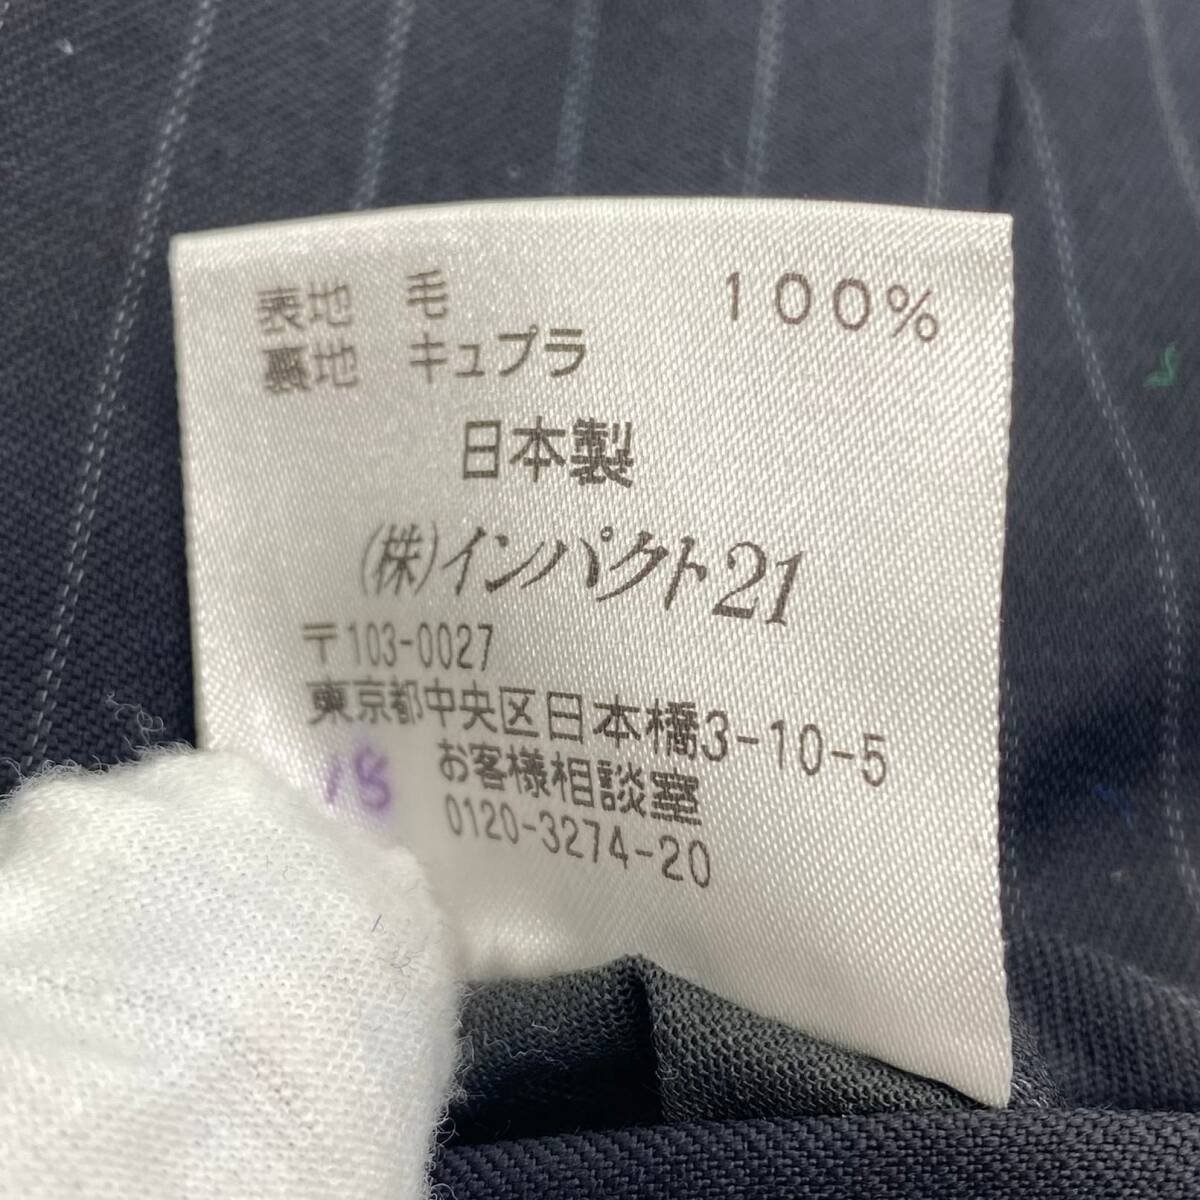 表地 毛 100%
裏地 キュプラ
日本製
(株)インパクト21
〒103-0027
東京都中央区日本橋3-10-5
お客様相談室
0120-3274-20
18